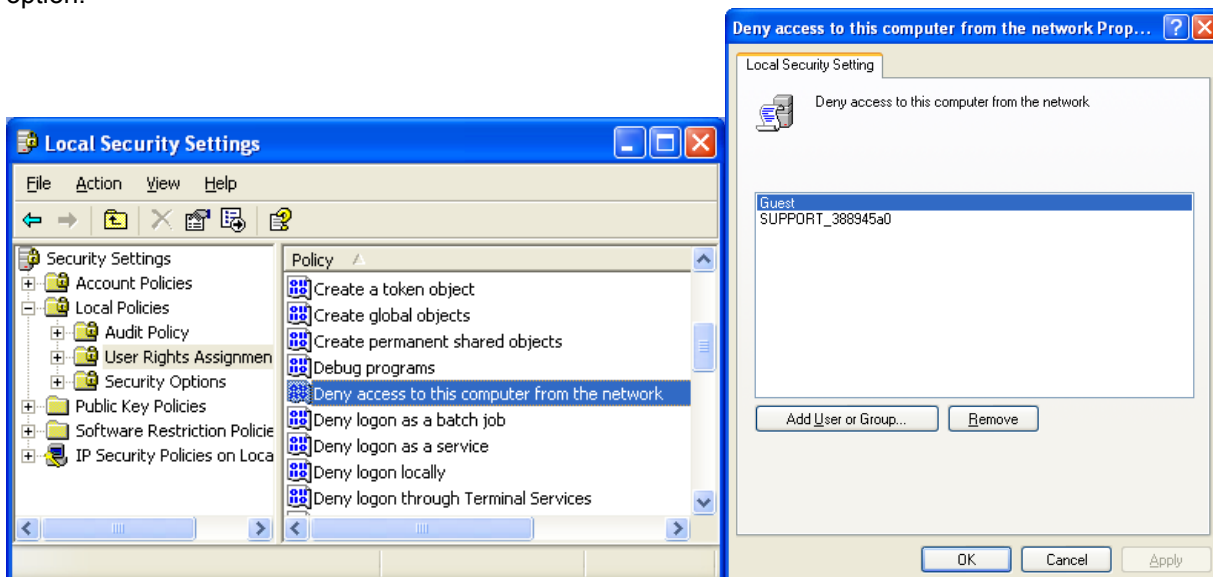 option.
Local Security Settings
File Action View Help
Security Settings
Account Policies
Local Policies
Audit Policy
User Rights Assignmen
Security Options
Public Key Policies
Software Restriction Policie
IP Security Policies on Loca
Policy
Create a token object
Create global objects
Create permanent shared objects
Debug programs
Deny access to this computer from the network
Deny logon as a batch job
Deny logon as a service
Deny logon locally
Deny logon through Terminal Services
Deny access to this computer from the network Prop...
Local Security Setting
Deny access to this computer from the network
Guest
SUPPORT_388945a0
Add User or Group... Remove
OK Cancel Apply